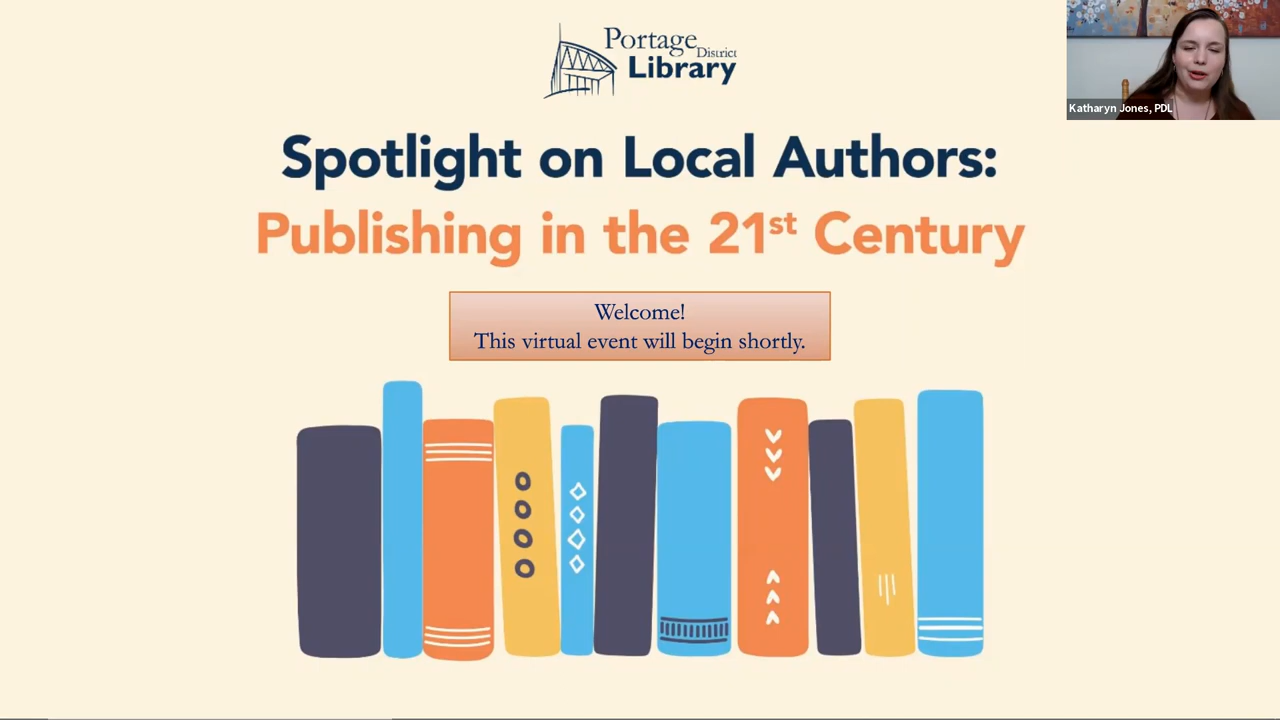 Portage
District
Library
Katharyn Jones, PDL
Spotlight on Local Authors:
Publishing in the 21st Century
Welcome!
This virtual event will begin shortly.